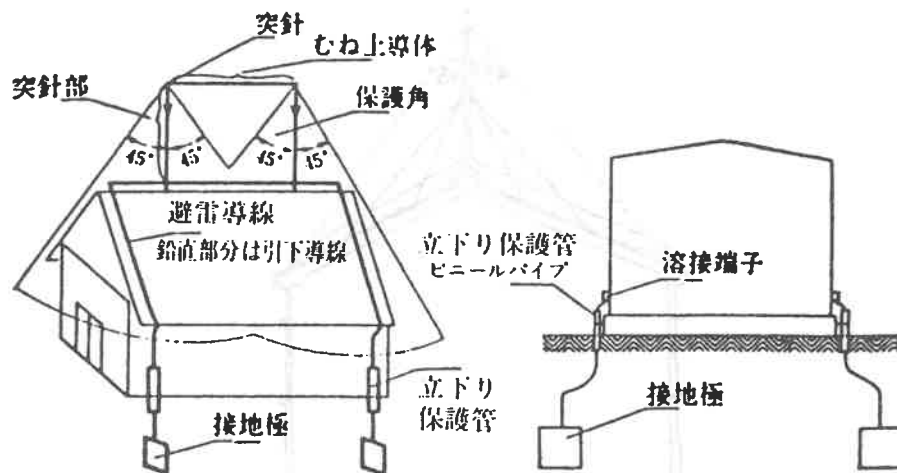 突針
むね上導体
突針部
保護角
45°
45°
45°
45°
避雷導線
鉛直部分は引下導線
立下り保護管
接地極
立下り保護管
ビニールパイプ
溶接端子
接地極